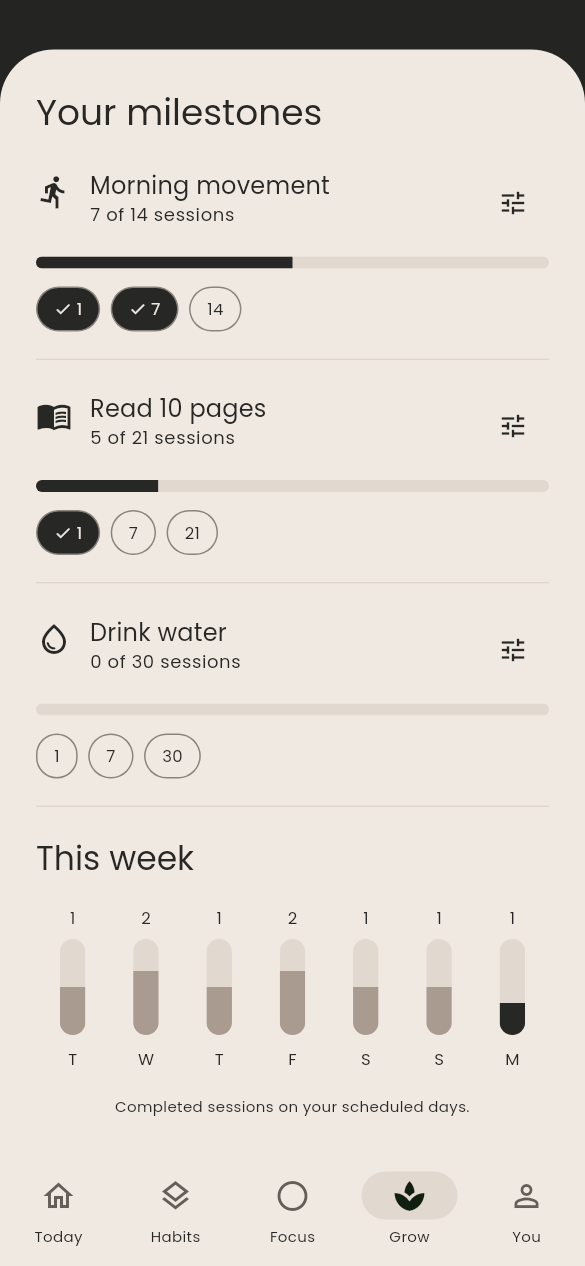 Your milestones
Morning movement
7 of 14 sessions
1 7 14
Read 10 pages
5 of 21 sessions
1 7 21
Drink water
0 of 30 sessions
1 7 30
This week
1 2 1 2 1 1 1
T W T F S S M
Completed sessions on your scheduled days.
Today Habits Focus Grow You